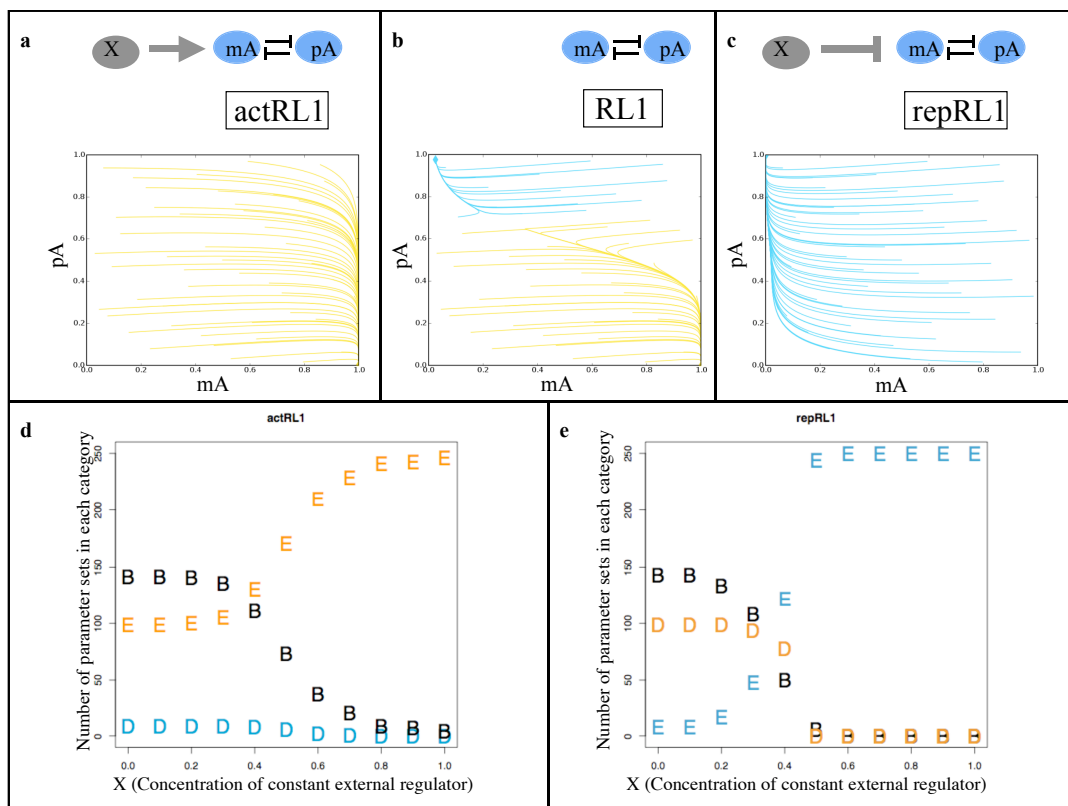 a
X mA pA
actRL1
1.0
0.8
0.6
0.4
0.2
0.0
pA
0.0 0.2 0.4 0.6 0.8 1.0
mA
b
mA pA
RL1
1.0
0.8
0.6
0.4
0.2
0.0
pA
0.0 0.2 0.4 0.6 0.8 1.0
mA
c
X mA pA
repRL1
1.0
0.8
0.6
0.4
0.2
0.0
pA
0.0 0.2 0.4 0.6 0.8 1.0
mA
d
actRL1
Number of parameter sets in each category
250
200
150
100
50
0
E E E E E E E E E E E
B B B B B B B B B B B
D D D D D D D D D D D
0.0 0.2 0.4 0.6 0.8 1.0
X (Concentration of constant external regulator)
e
repRL1
Number of parameter sets in each category
250
200
150
100
50
0
E E E E E E E E E E E
B B B B B B B B B B B
D D D D D D D D D D D
0.0 0.2 0.4 0.6 0.8 1.0
X (Concentration of constant external regulator)